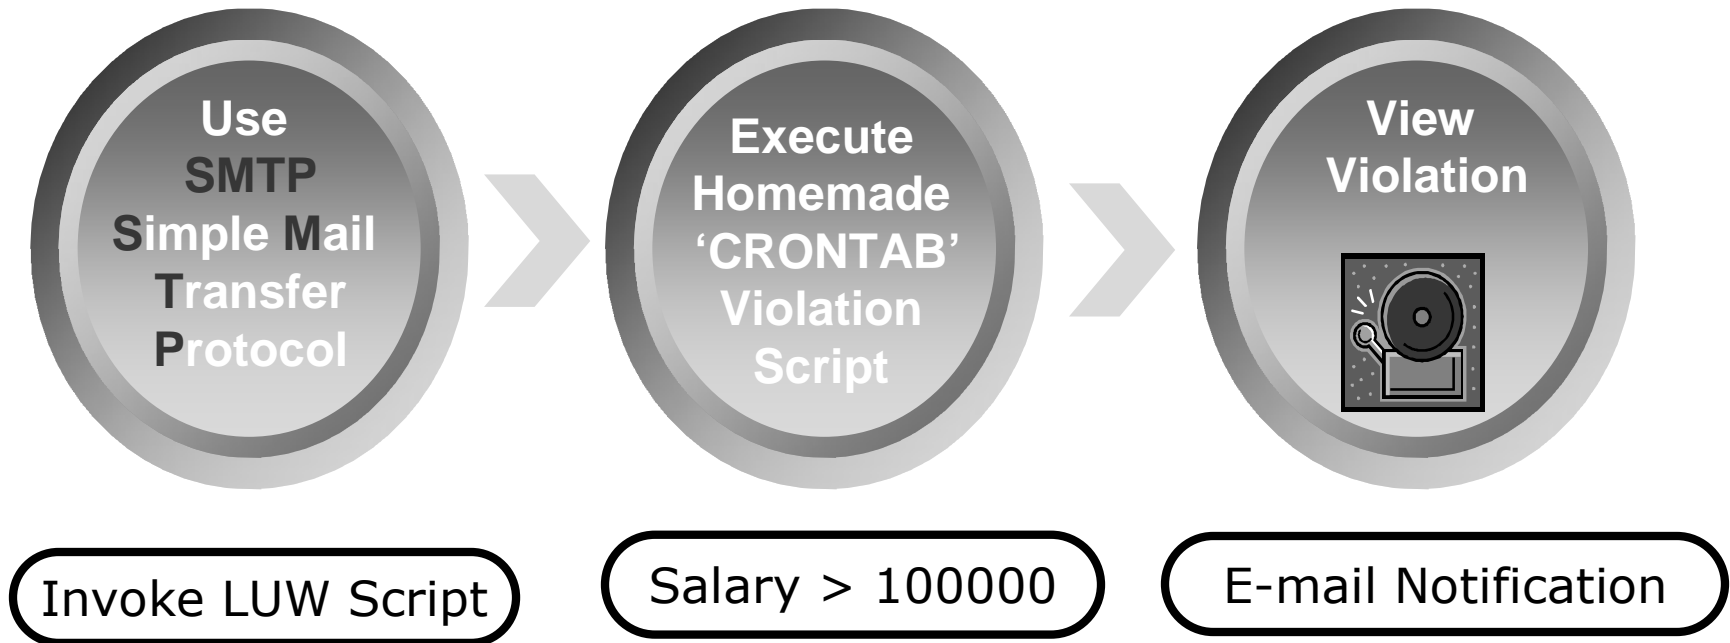 Use
SMTP
Simple Mail
Transfer
Protocol
Execute
Homemade
‘CRONTAB’
Violation
Script
View
Violation
Invoke LUW Script
Salary > 100000
E-mail Notification